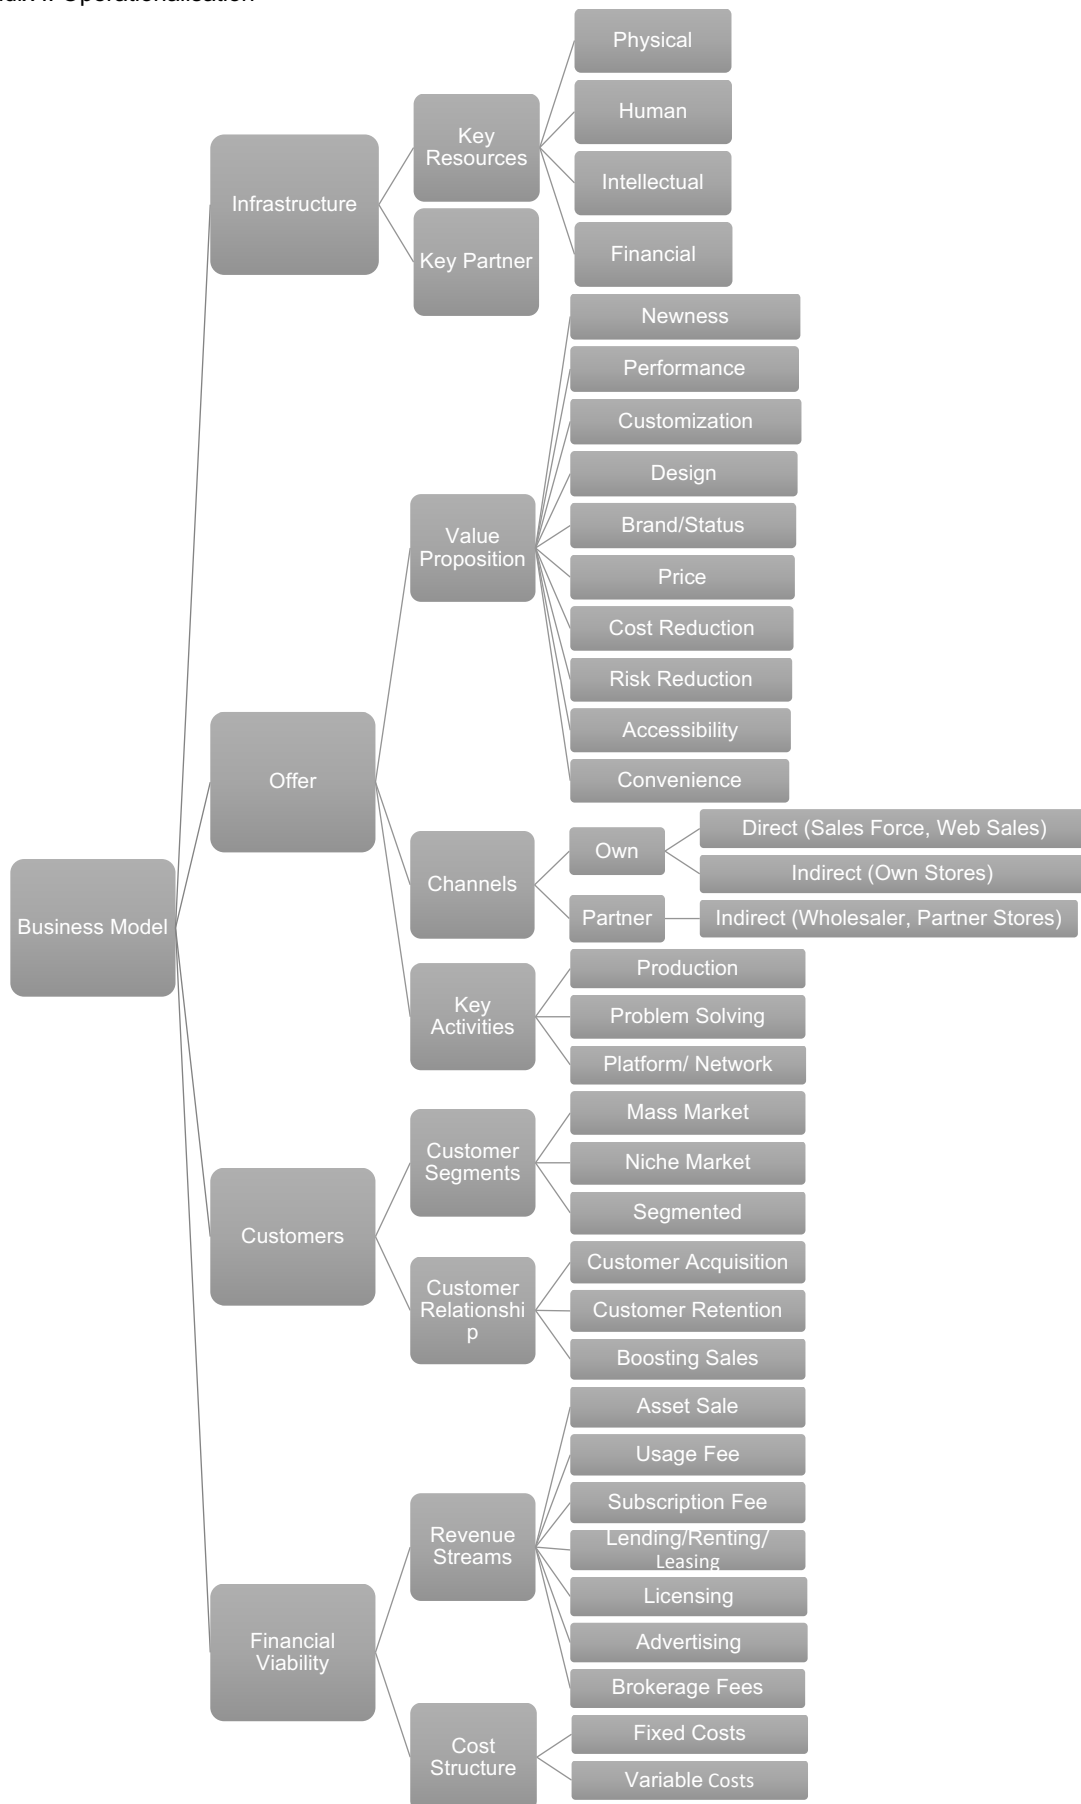 Operationalisation
Physical
Human
Key
Resources
Intellectual
Infrastructure
Key Partner
Financial
Newness
Performance
Customization
Design
Value
Proposition
Brand/Status
Price
Cost Reduction
Risk Reduction
Accessibility
Offer
Convenience
Direct (Sales Force, Web Sales)
Own
Indirect (Own Stores)
Channels
Partner
Indirect (Wholesaler, Partner Stores)
Business Model
Production
Key
Activities
Problem Solving
Platform/ Network
Mass Market
Customer
Segments
Niche Market
Segmented
Customers
Customer Acquisition
Customer
Relationshi
p
Customer Retention
Boosting Sales
Asset Sale
Usage Fee
Subscription Fee
Revenue
Streams
Lending/Renting/
Leasing
Licensing
Financial
Viability
Advertising
Brokerage Fees
Cost
Structure
Fixed Costs
Variable Costs